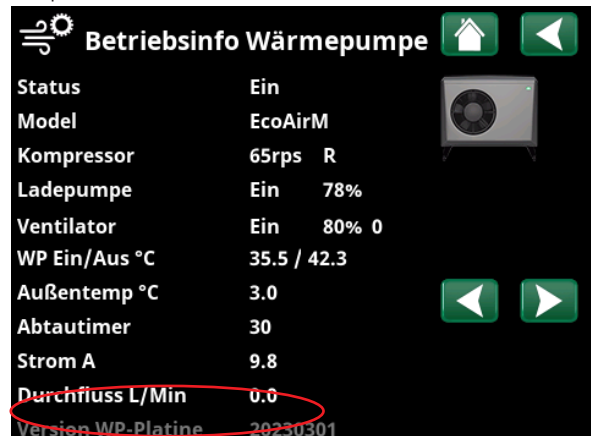 Betriebsinfo Wärmepumpe
Status Ein
Model EcoAirM
Kompressor 65rps R
Ladepumpe Ein 78%
Ventilator Ein 80% 0
WP Ein/Aus °C 35.5 / 42.3
Außentemp °C 3.0
Abtautimer 30
Strom A 9.8
Durchfluss L/Min 0.0
Version WP-Platine 20230301